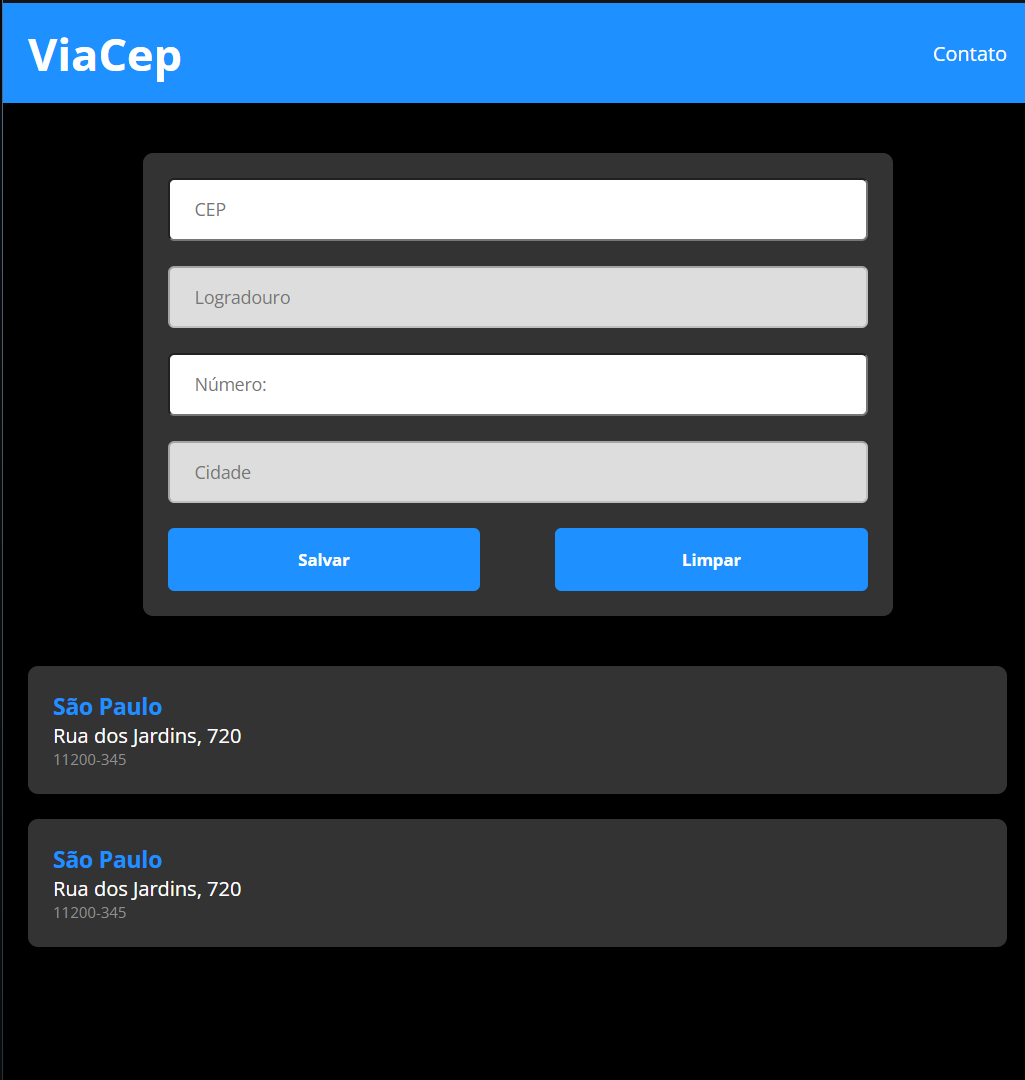 ViaCep
Contato
CEP
Logradouro
Número:
Cidade
Salvar
Limpar
São Paulo
Rua dos Jardins, 720
11200-345
São Paulo
Rua dos Jardins, 720
11200-345